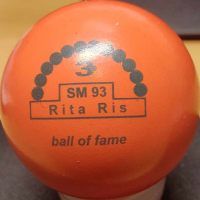 3
SM 93
Rita Ris
ball of fame